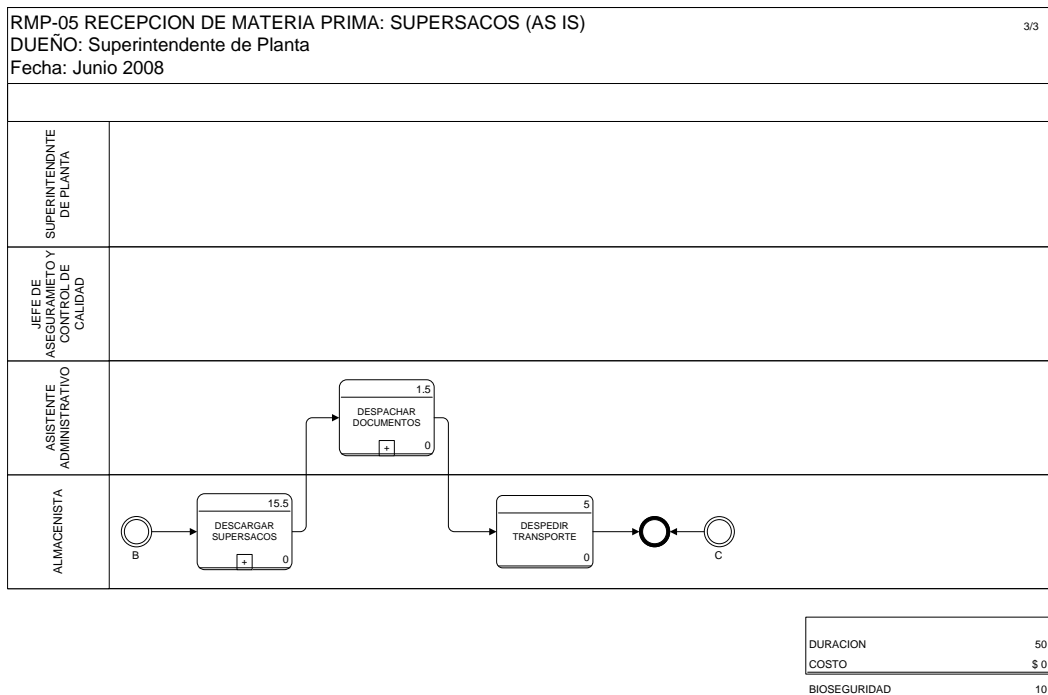 RMP-05 RECEPCION DE MATERIA PRIMA: SUPERSACOS (AS IS)
3/3
DUEÑO: Superintendente de Planta
Fecha: Junio 2008
SUPERINTENDNTE
DE PLANTA
JEFE DE
ASEGURAMIETO Y
CONTROL DE
CALIDAD
ASISTENTE
ADMINISTRATIVO
1.5
DESPACHAR
DOCUMENTOS
+
0
ALMACENISTA
B
15.5
DESCARGAR
SUPERSACOS
+
0
5
DESPEDIR
TRANSPORTE
0
C
DURACION 50
COSTO $ 0
BIOSEGURIDAD 10